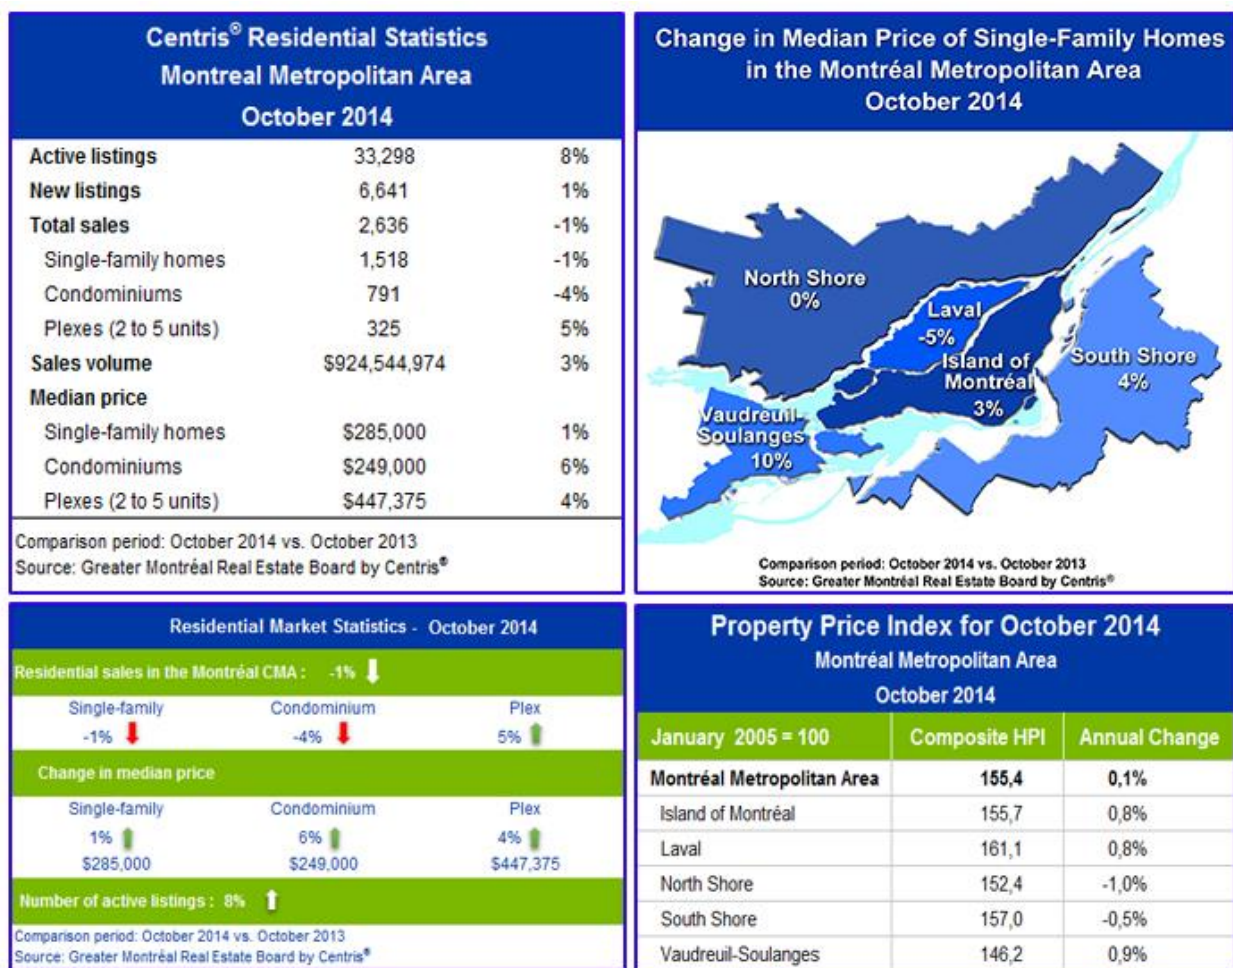 Centris® Residential Statistics
Montreal Metropolitan Area
October 2014
Active listings 33,298 8%
New listings 6,641 1%
Total sales 2,636 -1%
Single-family homes 1,518 -1%
Condominiums 791 -4%
Plexes (2 to 5 units) 325 5%
Sales volume $924,544,974 3%
Median price
Single-family homes $285,000 1%
Condominiums $249,000 6%
Plexes (2 to 5 units) $447,375 4%
Comparison period: October 2014 vs. October 2013
Source: Greater Montréal Real Estate Board by Centris®
Change in Median Price of Single-Family Homes
in the Montréal Metropolitan Area
October 2014
North Shore
0%
Laval
-5%
Island of
Montréal
3%
South Shore
4%
Vaudreuil-
Soulanges
10%
Comparison period: October 2014 vs. October 2013
Source: Greater Montréal Real Estate Board by Centris®
Residential Market Statistics - October 2014
Residential sales in the Montréal CMA : -1%
Single-family Condominium Plex
-1% -4% 5%
Change in median price
Single-family Condominium Plex
1% 6% 4%
$285,000 $249,000 $447,375
Number of active listings : 8%
Comparison period: October 2014 vs. October 2013
Source: Greater Montréal Real Estate Board by Centris®
Property Price Index for October 2014
Montréal Metropolitan Area
October 2014
January 2005 = 100 Composite HPI Annual Change
Montréal Metropolitan Area 155,4 0,1%
Island of Montréal 155,7 0,8%
Laval 161,1 0,8%
North Shore 152,4 -1,0%
South Shore 157,0 -0,5%
Vaudreuil-Soulanges 146,2 0,9%